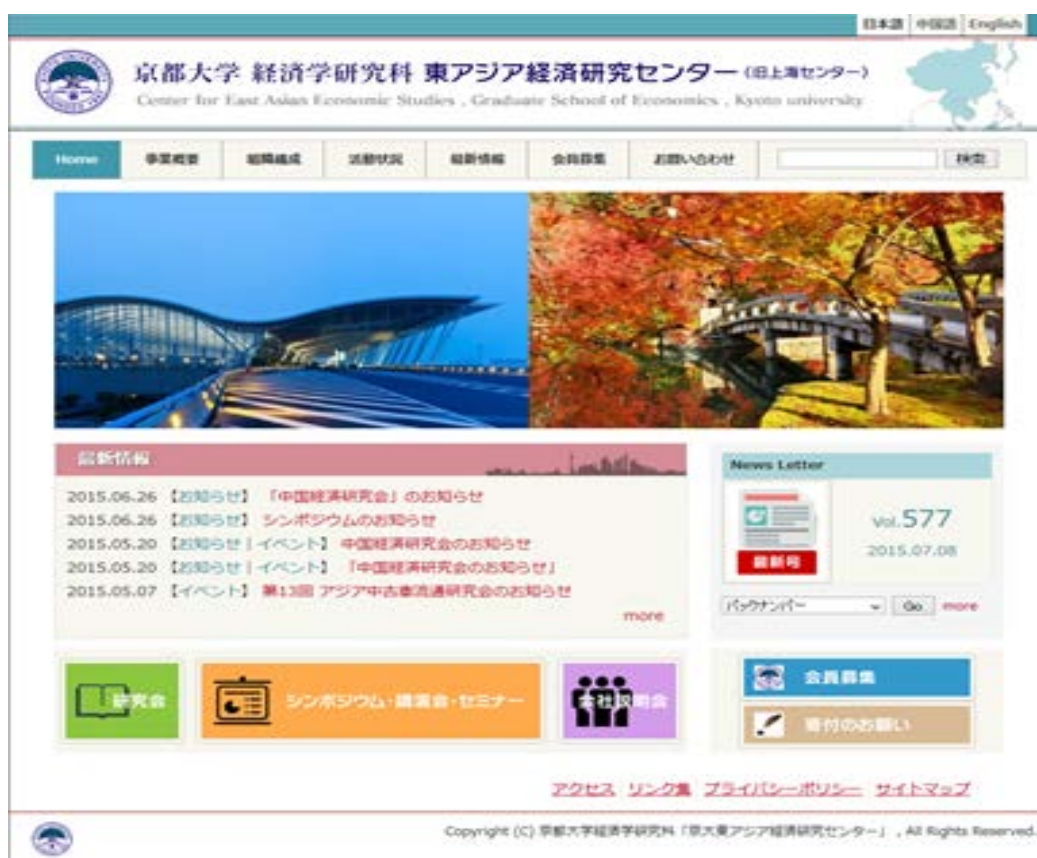 日本語 中国語 English
京都大学 経済学研究科 東アジア経済研究センター (旧上海センター)
Center for East Asian Economic Studies , Graduate School of Economics , Kyoto university
Home 事業概要 組織構成 活動状況 最新情報 会員募集 お問い合わせ 検索
最新情報
2015.06.26 【お知らせ】 「中国経済研究会」のお知らせ
2015.06.26 【お知らせ】 シンポジウムのお知らせ
2015.05.20 【お知らせ | イベント】 中国経済研究会のお知らせ
2015.05.20 【お知らせ | イベント】 「中国経済研究会のお知らせ」
2015.05.07 【イベント】 第13回 アジア中古車流通研究会のお知らせ
more
News Letter
Vol.577
2015.07.08
最新号
バックナンバー Go more
研究会
シンポジウム・講演会・セミナー
会社説明会
会員募集
寄付のお願い
アクセス リンク集 プライバシーポリシー サイトマップ
Copyright (C) 京都大学経済学研究科「京大東アジア経済研究センター」 , All Rights Reserved.